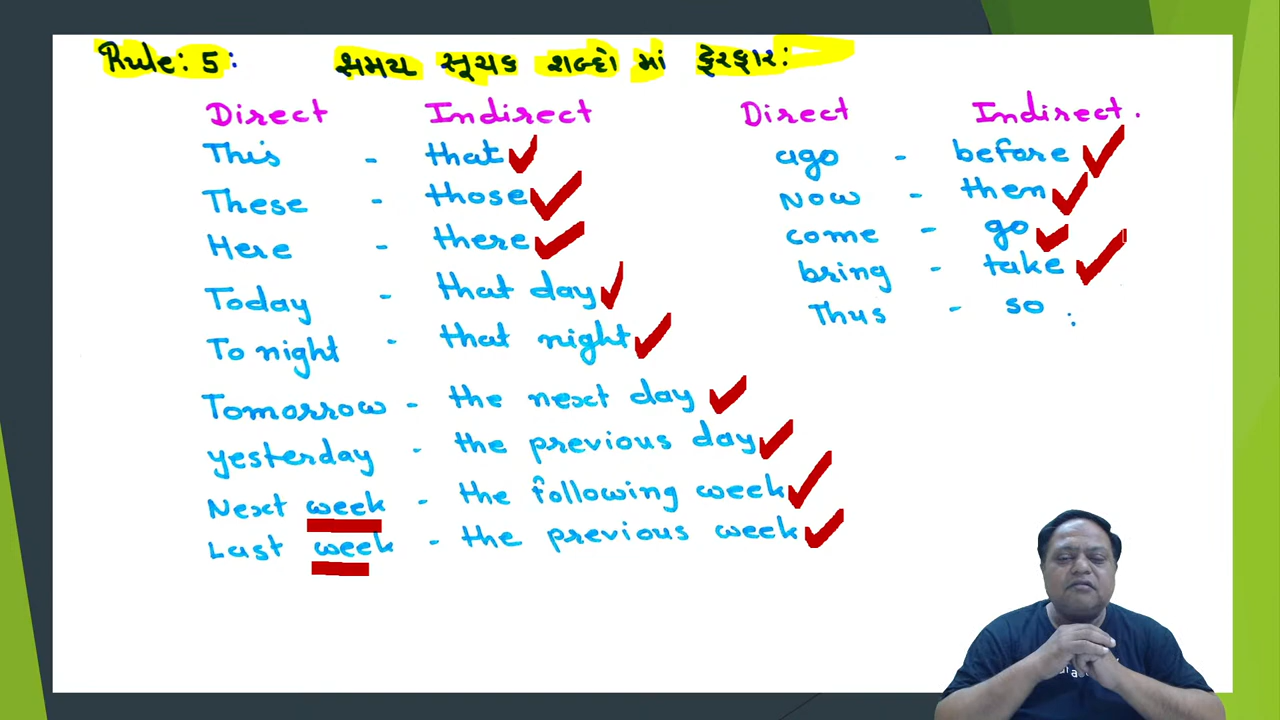 Rule: 5: સમય સૂચક શબ્દો માં ફેરફાર:
Direct Indirect
This - that
These - those
Here - there
Today - that day
To night - that night
Tomorrow - the next day
yesterday - the previous day
Next week - the following week
Last week - the previous week
Direct Indirect.
ago - before
Now - then
come - go
bring - take
Thus - so :